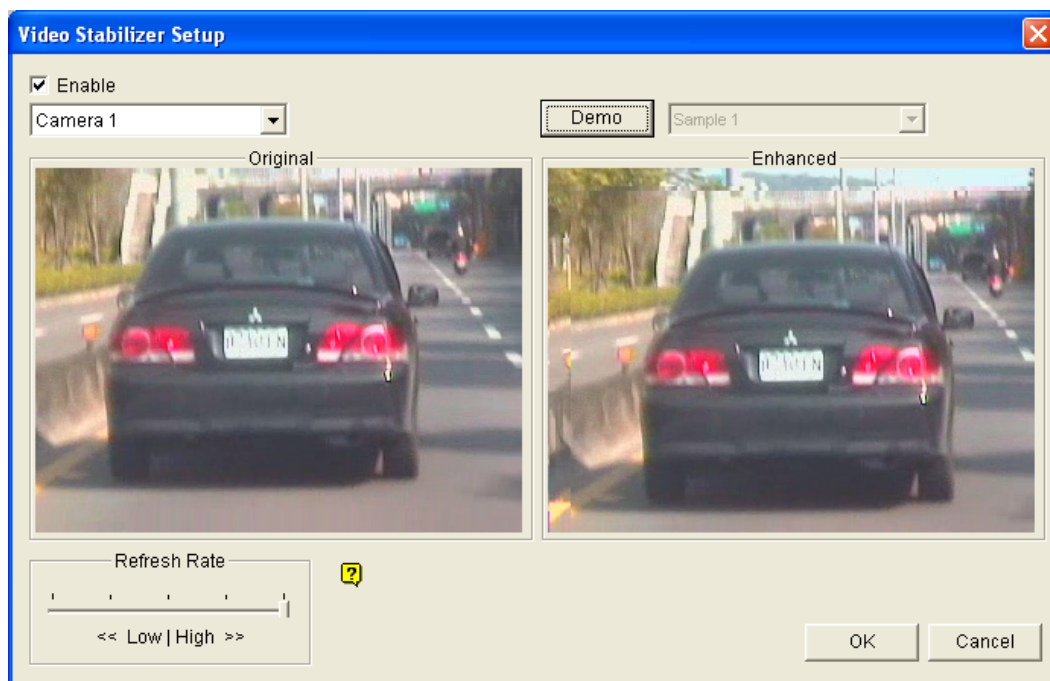 Video Stabilizer Setup
Enable
Camera 1
Demo
Sample 1
Original
Enhanced
Refresh Rate
<< Low | High >>
?
OK
Cancel